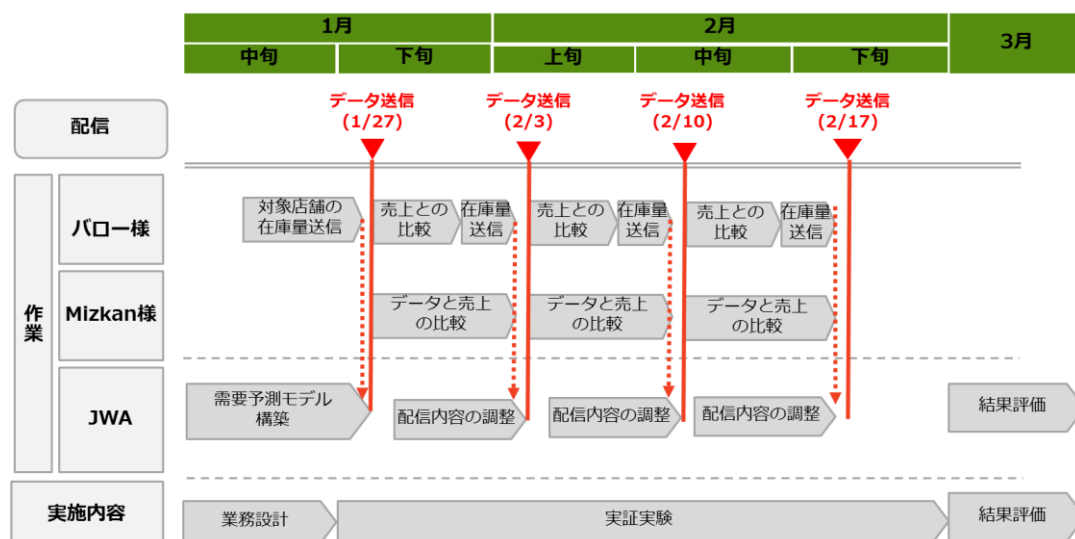 1月
2月
3月
中旬
下旬
上旬
中旬
下旬
データ送信
(1/27)
データ送信
(2/3)
データ送信
(2/10)
データ送信
(2/17)
配信
作業
バロー様
対象店舗の
在庫量送信
売上との
比較
在庫量
送信
売上との
比較
在庫量
送信
売上との
比較
在庫量
送信
Mizkan様
データと売上
の比較
データと売上
の比較
データと売上
の比較
JWA
需要予測モデル
構築
配信内容の調整
配信内容の調整
配信内容の調整
結果評価
実施内容
業務設計
実証実験
結果評価